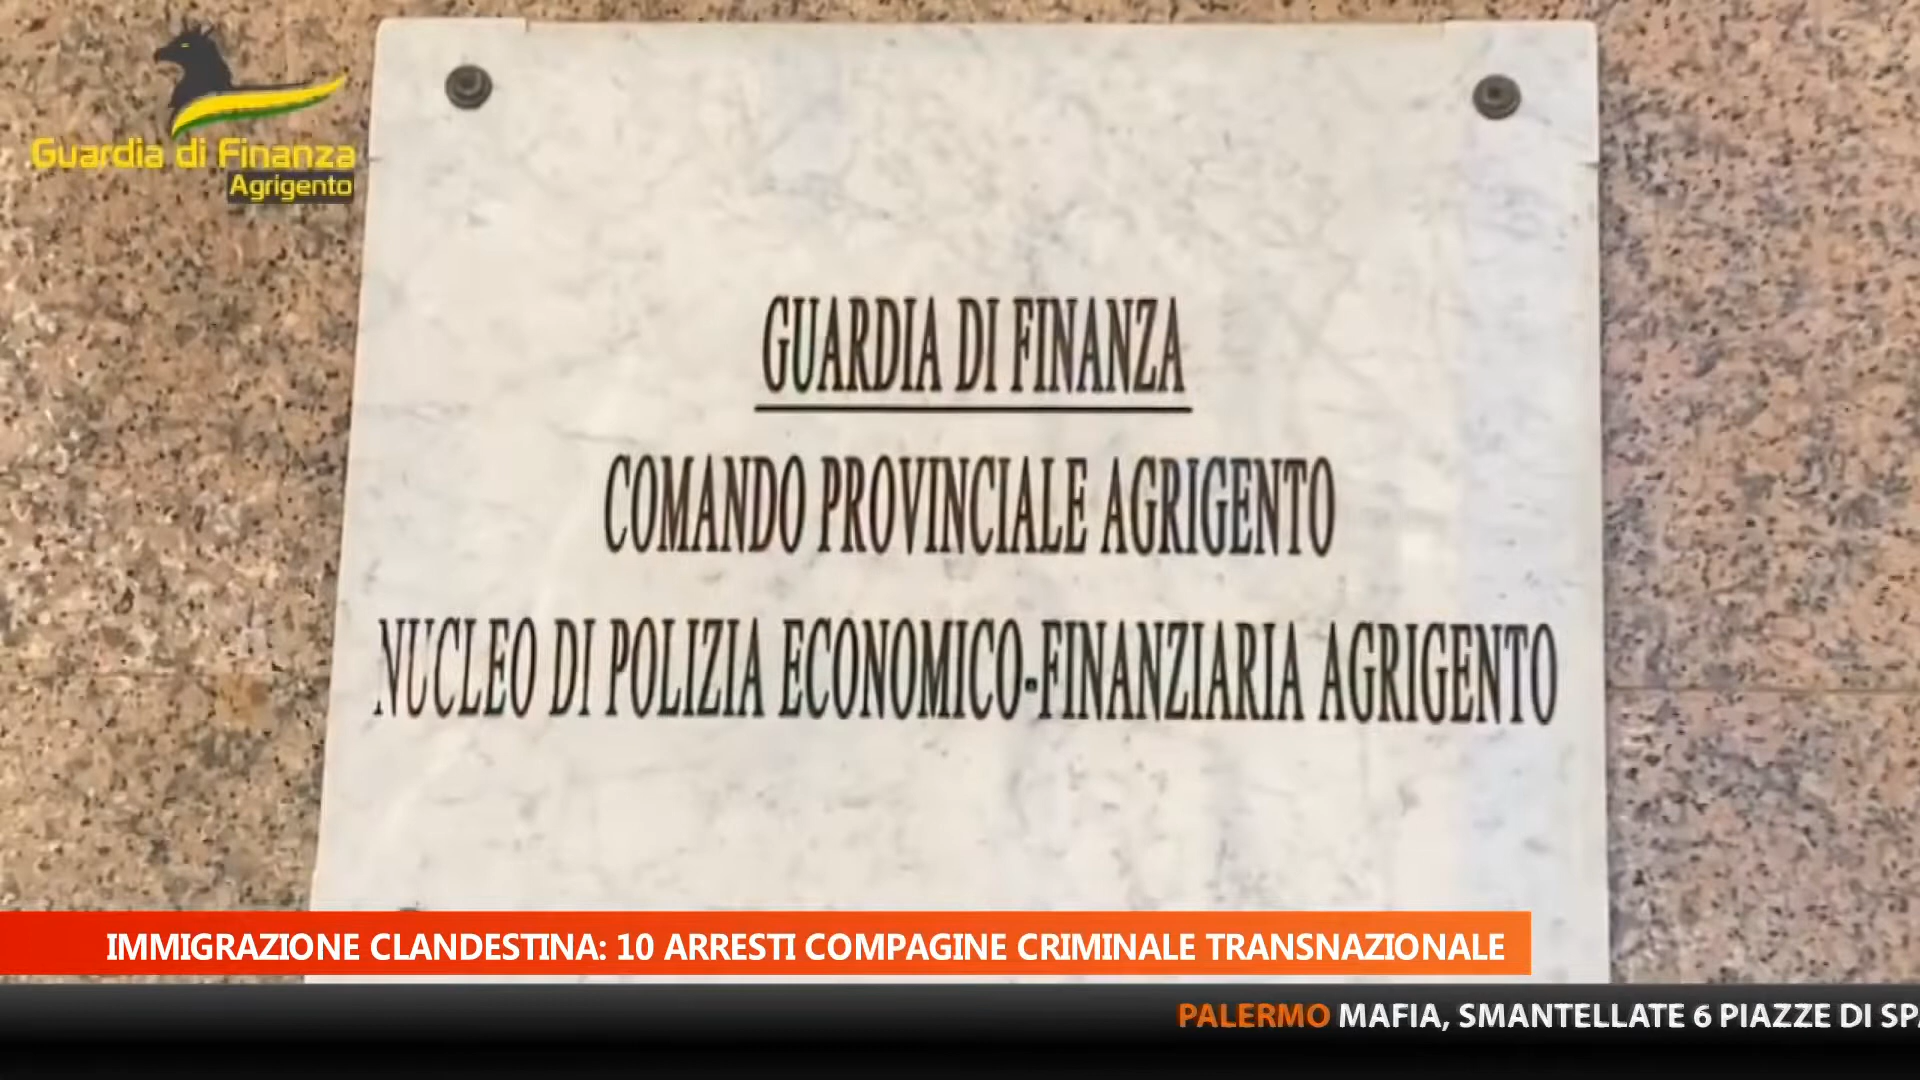 Guardia di Finanza
Agrigento
GUARDIA DI FINANZA
COMANDO PROVINCIALE AGRIGENTO
NUCLEO DI POLIZIA ECONOMICO-FINANZIARIA AGRIGENTO
IMMIGRAZIONE CLANDESTINA: 10 ARRESTI COMPAGINE CRIMINALE TRANSNAZIONALE
PALERMO MAFIA, SMANTELLATE 6 PIAZZE DI